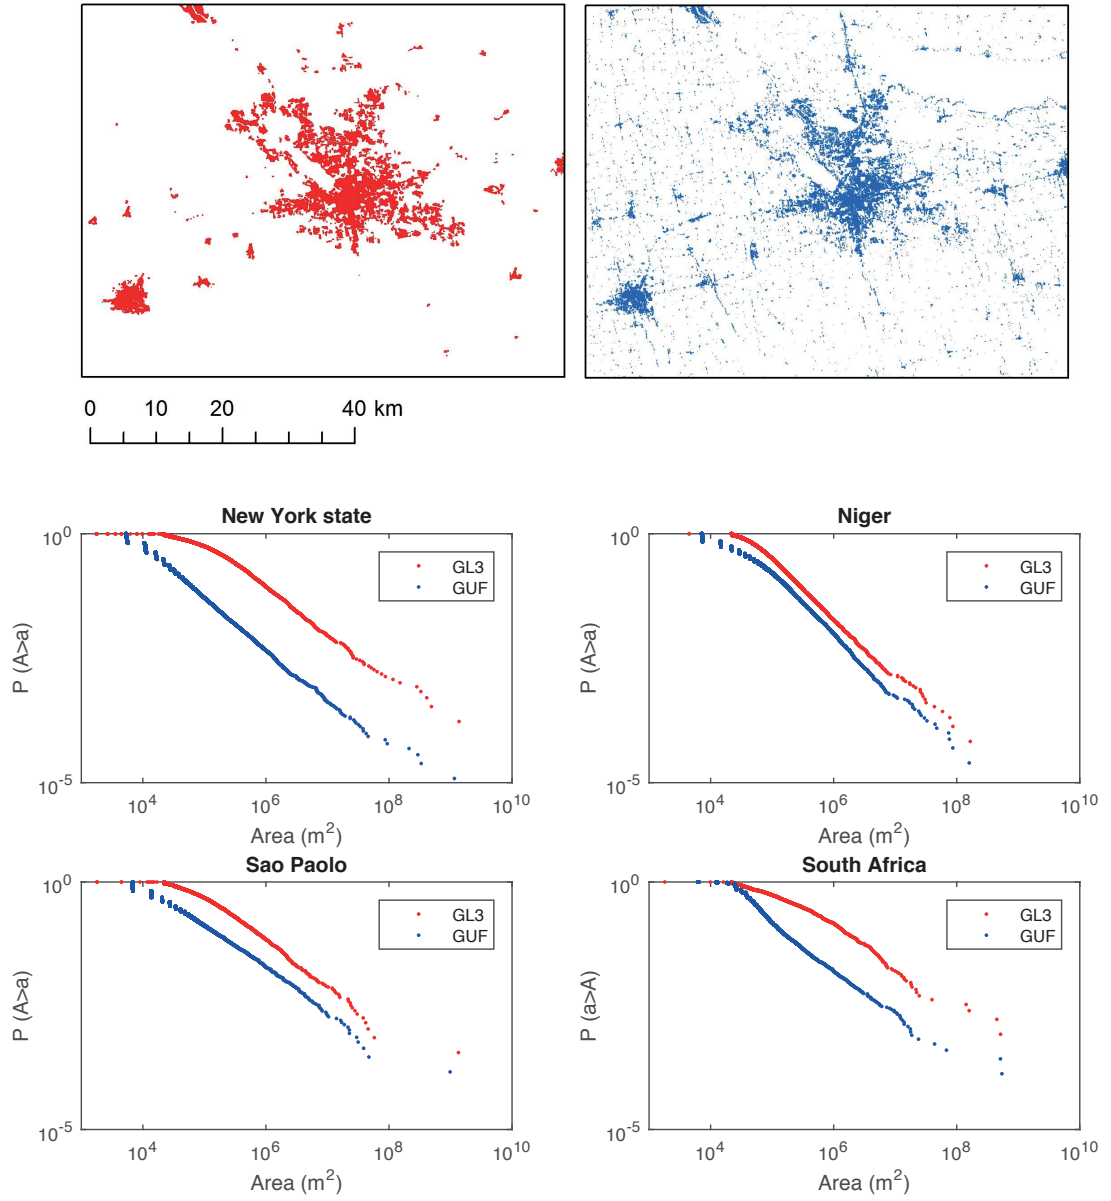 0 10 20 40 km
New York state
10^0
GL3
GUF
P (A>a)
10^-5
10^4 10^6 10^8 10^10
Area (m^2)
Niger
10^0
GL3
GUF
P (A>a)
10^-5
10^4 10^6 10^8 10^10
Area (m^2)
Sao Paolo
10^0
GL3
GUF
P (A>a)
10^-5
10^4 10^6 10^8 10^10
Area (m^2)
South Africa
10^0
GL3
GUF
P (a>A)
10^-5
10^4 10^6 10^8 10^10
Area (m^2)